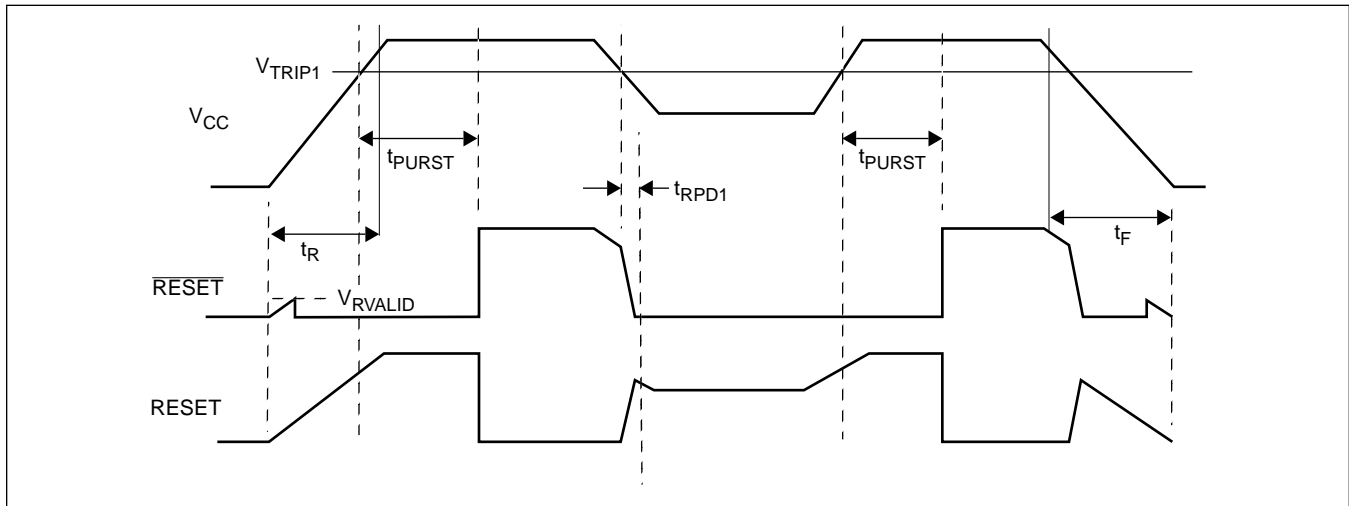 VTRIP1
VCC
tPURST
tPURST
tRPD1
tR
tF
RESET
VRVALID
RESET